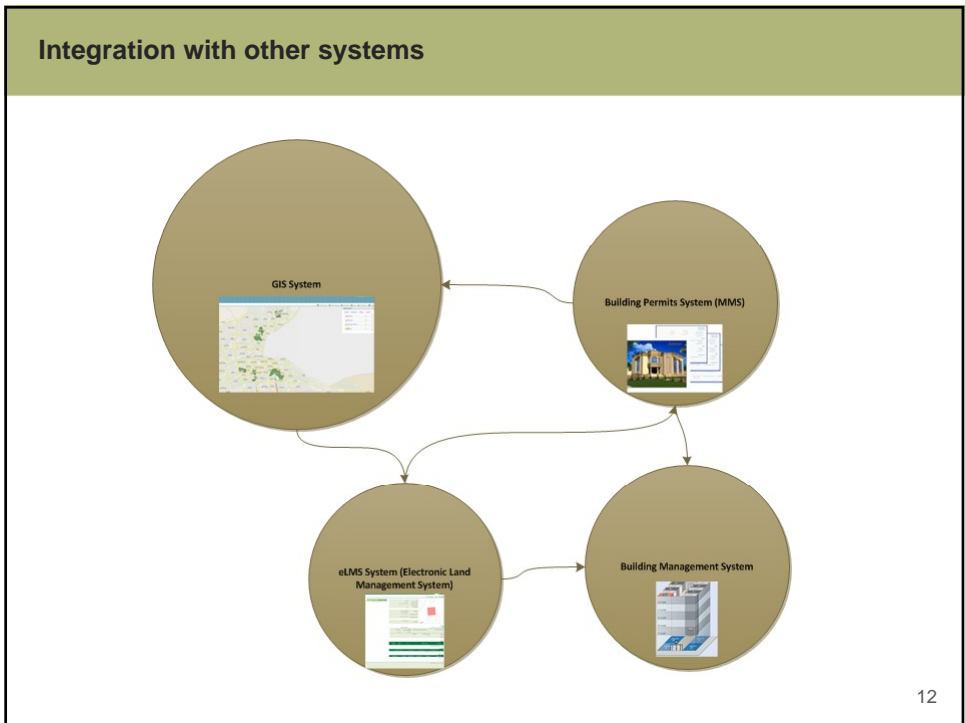 Integration with other systems
GIS System
Building Permits System (MMS)
eLMS System (Electronic Land
Management System)
Building Management System
12